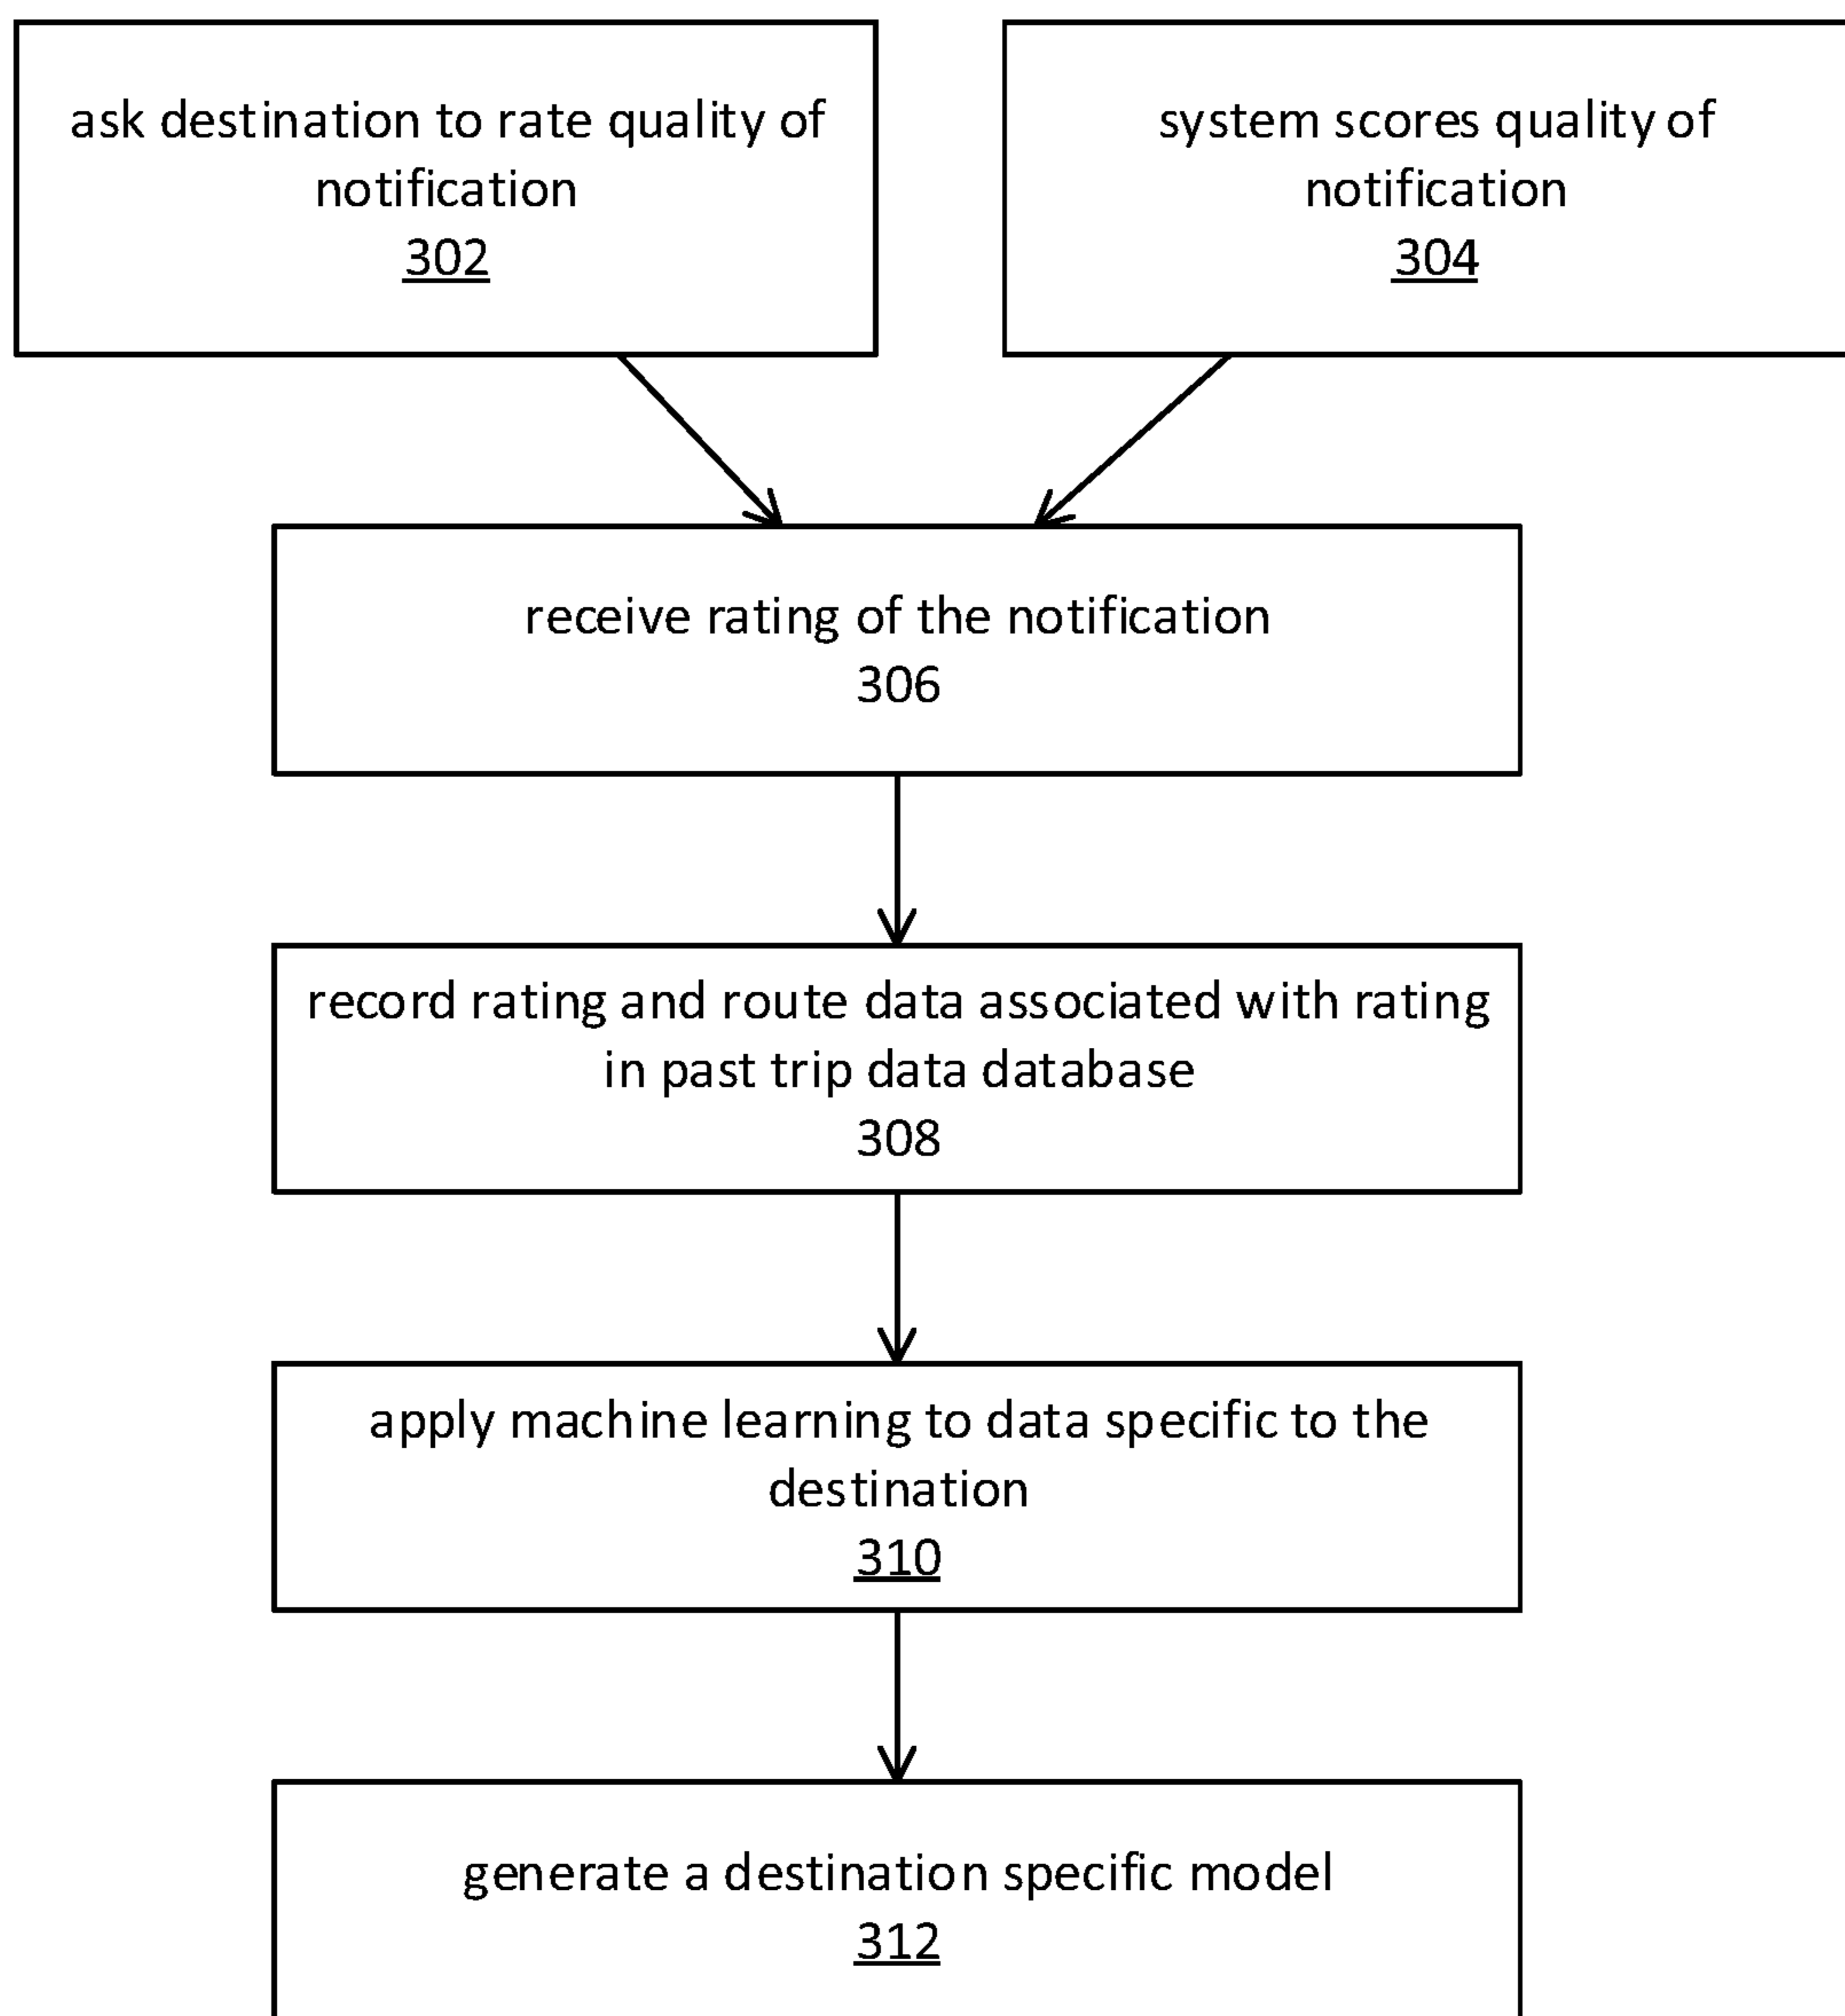 ask destination to rate quality of
notification
302
system scores quality of
notification
304
receive rating of the notification
306
record rating and route data associated with rating
in past trip data database
308
apply machine learning to data specific to the
destination
310
generate a destination specific model
312